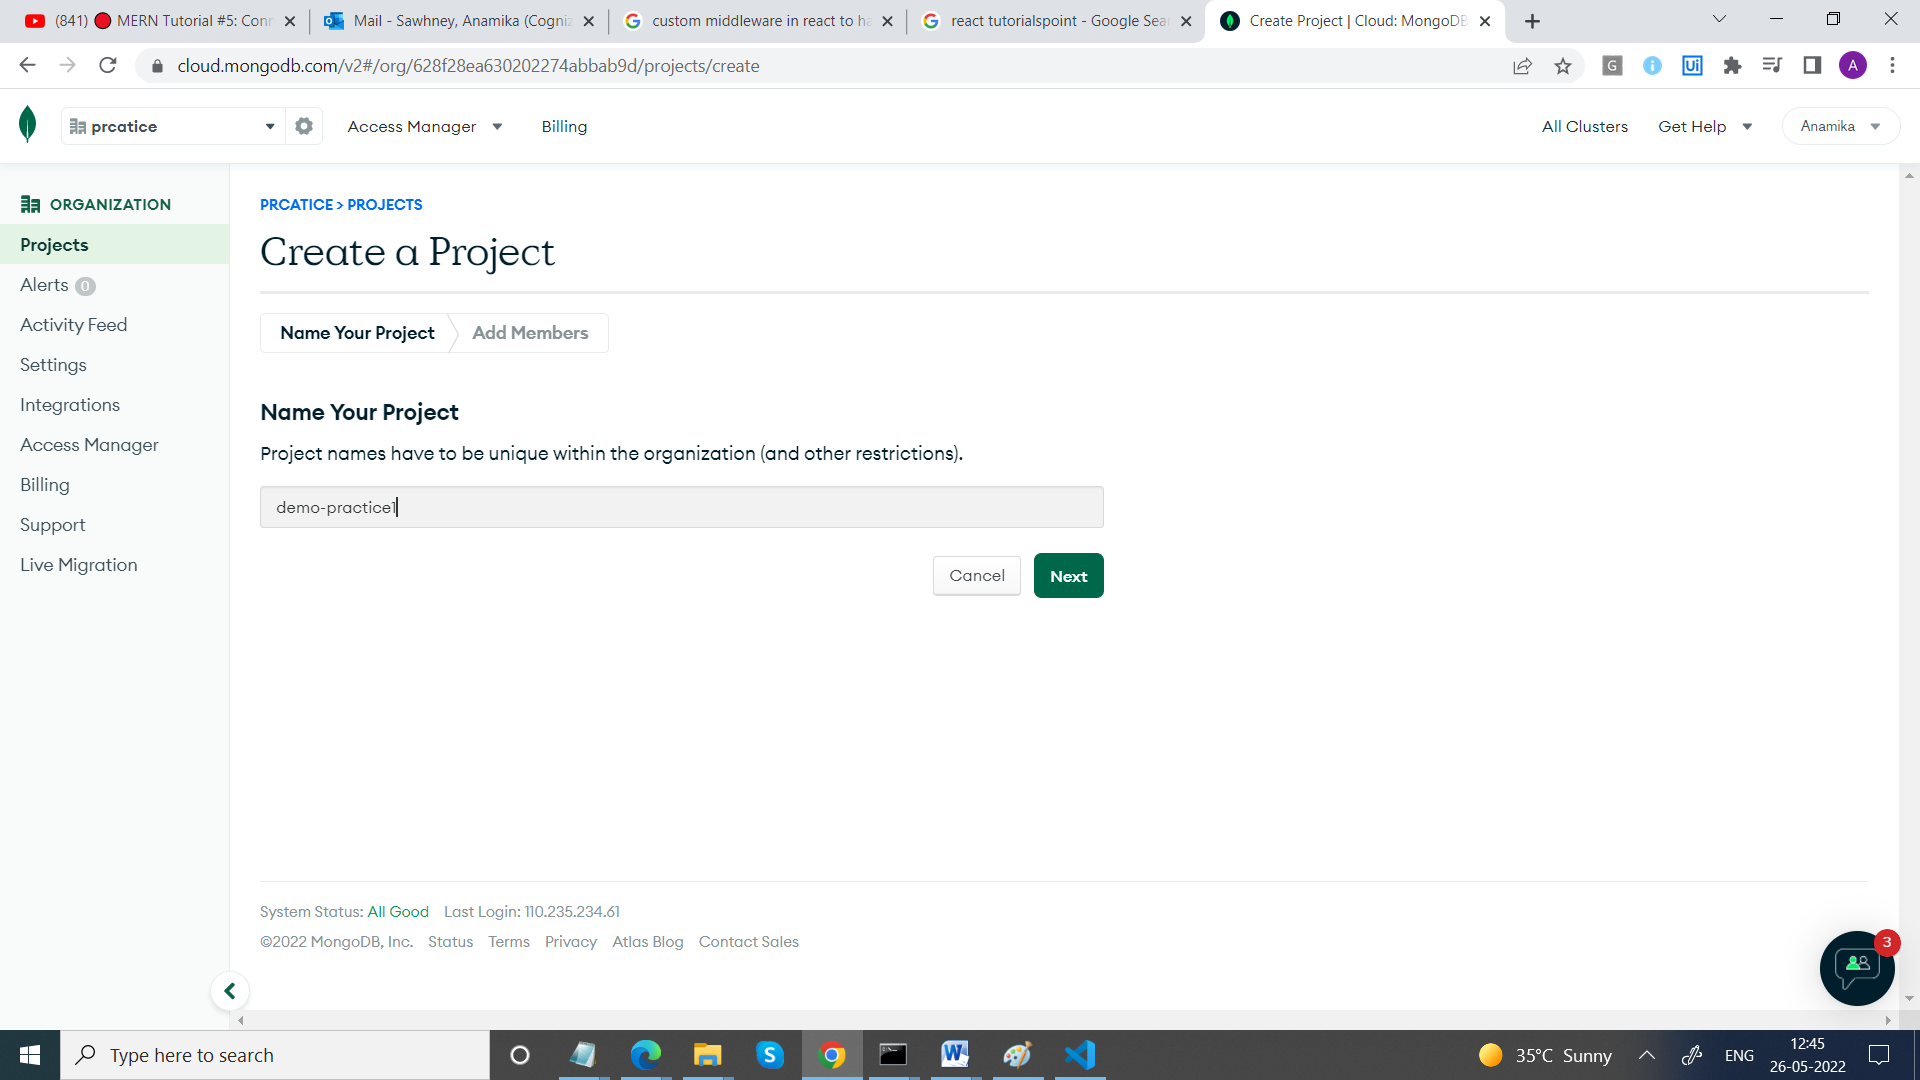 (841) 🔴 MERN Tutorial #5: Conn
Mail - Sawhney, Anamika (Cogniz
custom middleware in react to ha
react tutorialspoint - Google Sear
Create Project | Cloud: MongoDB
cloud.mongodb.com/v2#/org/628f28ea630202274abbab9d/projects/create
G
Ui
A
prcatice
Access Manager
Billing
All Clusters
Get Help
Anamika
ORGANIZATION
Projects
Alerts 0
Activity Feed
Settings
Integrations
Access Manager
Billing
Support
Live Migration
PRCATICE > PROJECTS
Create a Project
Name Your Project
Add Members
Name Your Project
Project names have to be unique within the organization (and other restrictions).
demo-practice1
Cancel
Next
System Status: All Good Last Login: 110.235.234.61
©2022 MongoDB, Inc. Status Terms Privacy Atlas Blog Contact Sales
3
Type here to search
35°C Sunny
ENG
12:45
26-05-2022